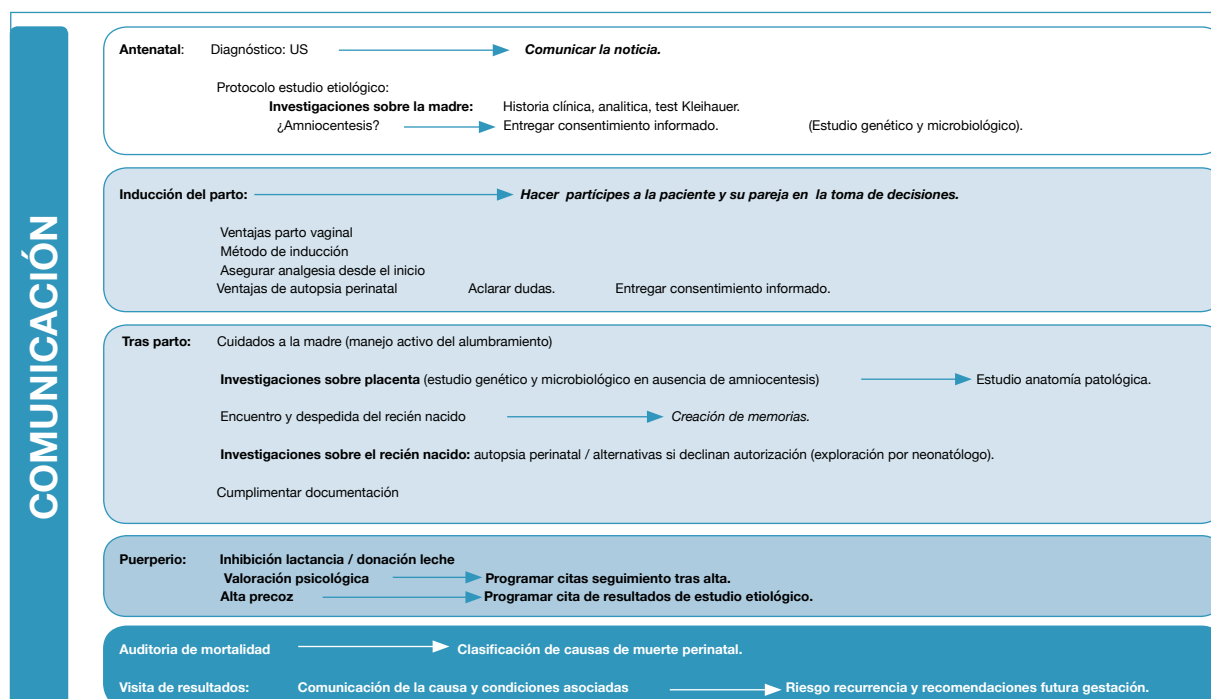 COMUNICACIÓN
Antenatal: Diagnóstico: US Comunicar la noticia.
Protocolo estudio etiológico:
Investigaciones sobre la madre: Historia clínica, analitica, test Kleihauer.
¿Amniocentesis? Entregar consentimiento informado. (Estudio genético y microbiológico).
Inducción del parto: Hacer partícipes a la paciente y su pareja en la toma de decisiones.
Ventajas parto vaginal
Método de inducción
Asegurar analgesia desde el inicio
Ventajas de autopsia perinatal Aclarar dudas. Entregar consentimiento informado.
Tras parto: Cuidados a la madre (manejo activo del alumbramiento)
Investigaciones sobre placenta (estudio genético y microbiológico en ausencia de amniocentesis) Estudio anatomía patológica.
Encuentro y despedida del recién nacido Creación de memorias.
Investigaciones sobre el recién nacido: autopsia perinatal / alternativas si declinan autorización (exploración por neonatólogo).
Cumplimentar documentación
Puerperio: Inhibición lactancia / donación leche
Valoración psicológica Programar citas seguimiento tras alta.
Alta precoz Programar cita de resultados de estudio etiológico.
Auditoria de mortalidad Clasificación de causas de muerte perinatal.
Visita de resultados: Comunicación de la causa y condiciones asociadas Riesgo recurrencia y recomendaciones futura gestación.